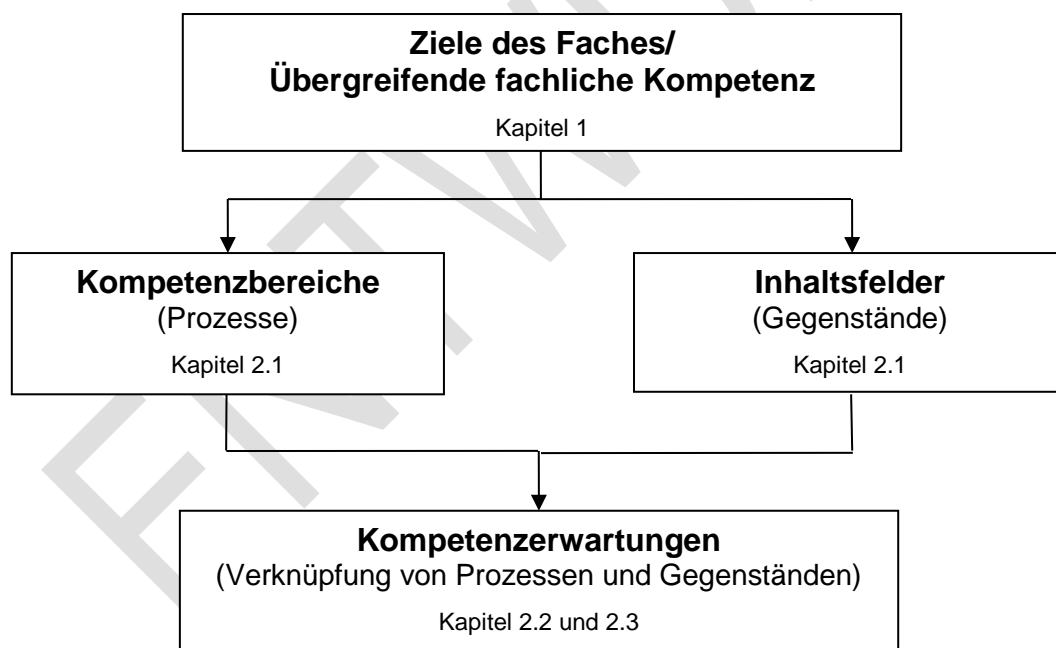 Ziele des Faches/
Übergreifende fachliche Kompetenz
Kapitel 1
Kompetenzbereiche
(Prozesse)
Kapitel 2.1
Inhaltsfelder
(Gegenstände)
Kapitel 2.1
Kompetenzerwartungen
(Verknüpfung von Prozessen und Gegenständen)
Kapitel 2.2 und 2.3